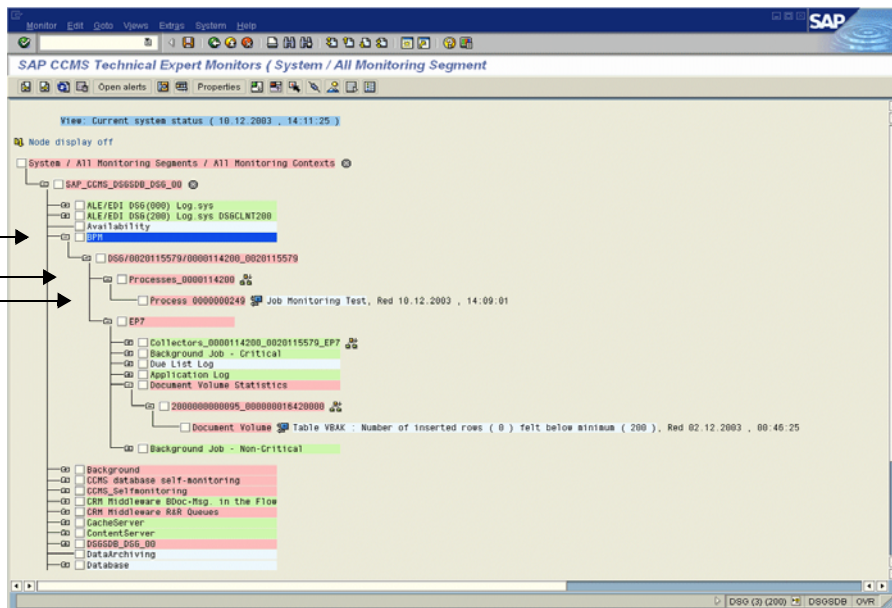 Monitor Edit Goto Views Extras System Help
SAP
SAP CCMS Technical Expert Monitors ( System / All Monitoring Segment
Open alerts Properties
View: Current system status ( 10.12.2003 , 14:11:25 )
Node display off
System / All Monitoring Segments / All Monitoring Contexts
SAP_CCMS_DSGSDB_DSG_00
ALE/EDI DSG(000) Log.sys
ALE/EDI DSG(200) Log.sys DSGCLNT200
Availability
BPM
DSG/0020115579/0000114200_0020115579
Processes_0000114200
Process 0000000249 Job Monitoring Test, Red 10.12.2003 , 14:09:01
EP7
Collectors_0000114200_0020115579_EP7
Background Job - Critical
Due List Log
Application Log
Document Volume Statistics
2000000000095_000000016420000
Document Volume Table VBAK : Number of inserted rows ( 0 ) felt below minimum ( 200 ), Red 02.12.2003 , 00:46:25
Background Job - Non-Critical
Background
CCMS database self-monitoring
CCMS_Selfmonitoring
CRM Middleware BDoc-Msg. in the Flow
CRM Middleware R&R Queues
CacheServer
ContentServer
DSGSDB_DSG_00
DataArchiving
Database
DSG (3) (200) DSGSDB OVR